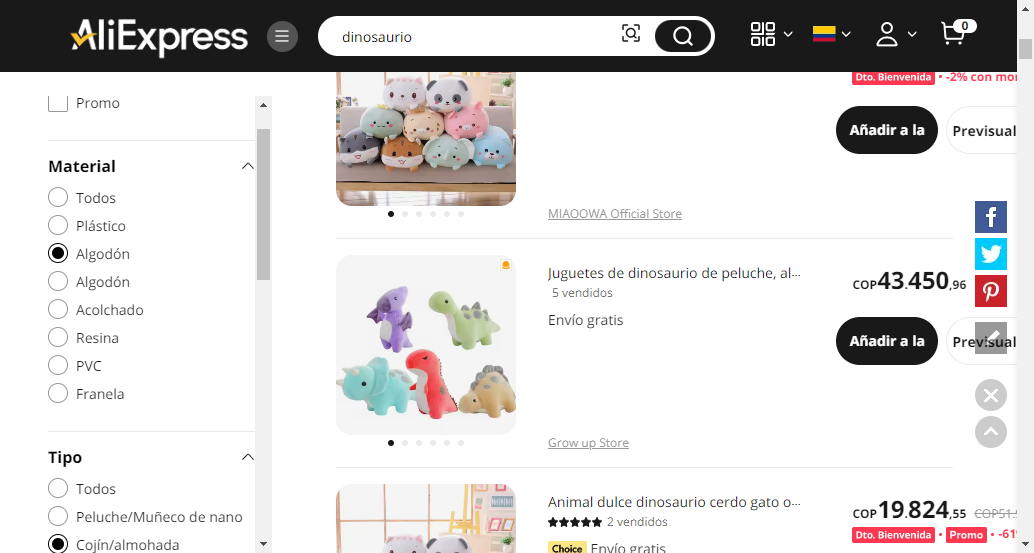 AliExpress
dinosaurio
0
Promo
Material
Todos
Plástico
Algodón
Algodón
Acolchado
Resina
PVC
Franela
Tipo
Todos
Peluche/Muñeco de nano
Cojín/almohada
Dto. Bienvenida • -2% con mon
Añadir a la
Previsual
MIAOOWA Official Store
Juguetes de dinosaurio de peluche, al...
5 vendidos
Envío gratis
COP43.450,96
Añadir a la
Previsual
Grow up Store
Animal dulce dinosaurio cerdo gato o...
2 vendidos
Choice Envío gratis
COP19.824,55
Dto. Bienvenida • Promo • -61%